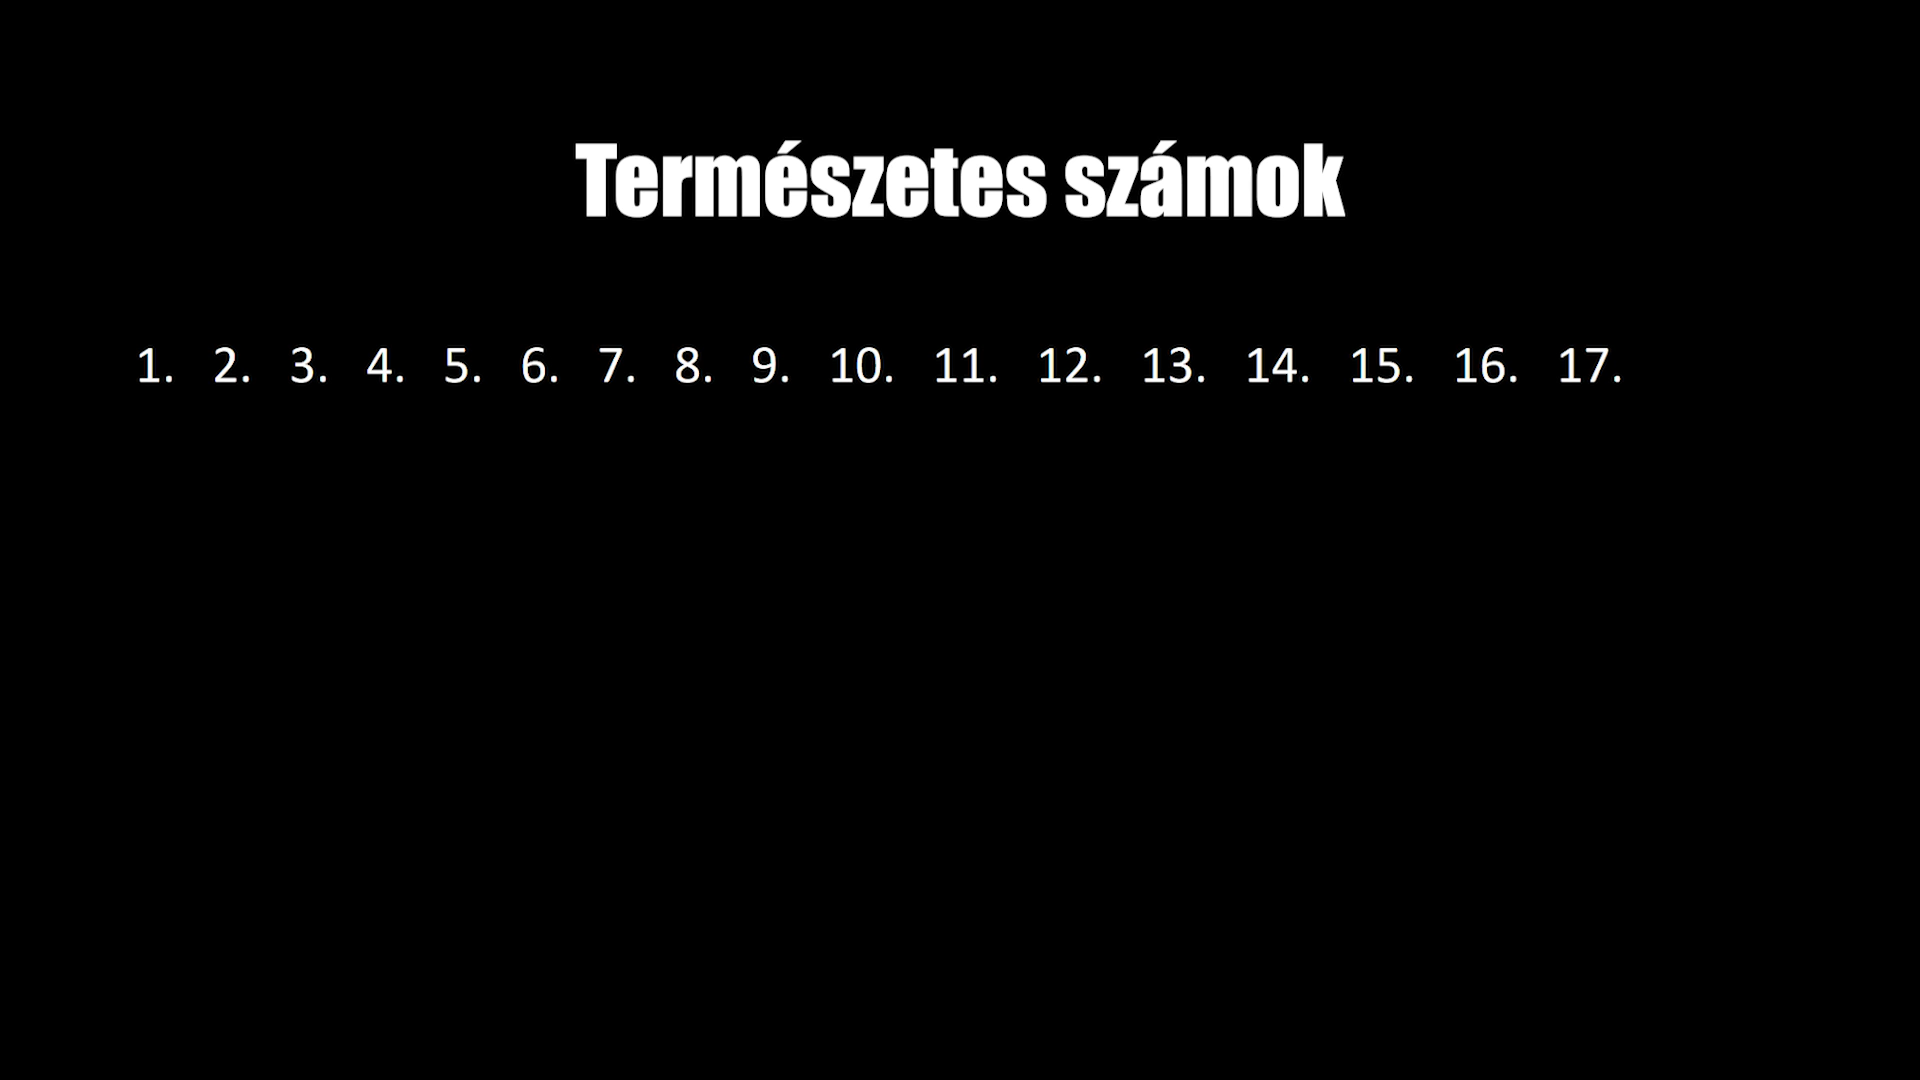 Természetes számok
1. 2. 3. 4. 5. 6. 7. 8. 9. 10. 11. 12. 13. 14. 15. 16. 17.